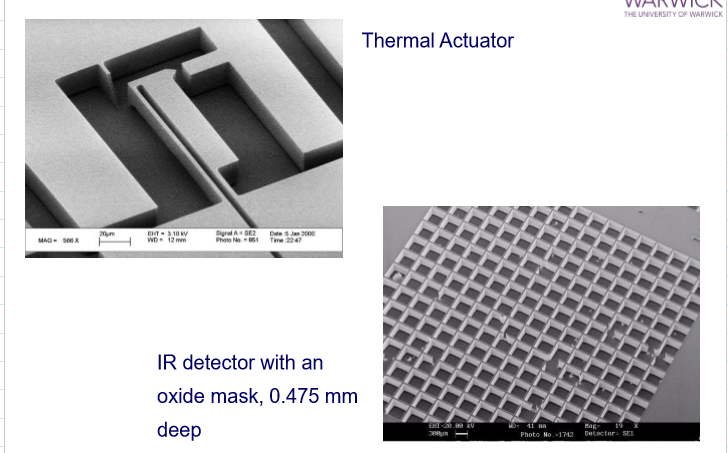 WARWICK
THE UNIVERSITY OF WARWICK
Thermal Actuator
MAG = 566 X
20μm
EHT = 3.10 kV
WD = 12 mm
Signal A = SE2
Photo No. = 851
Date :5 Jan 2000
Time :22:47
IR detector with an
oxide mask, 0.475 mm
deep
EHT=20.00 kV
WD= 41 mm
Mag= 19 X
300μm
Photo No.=1742
Detector= SE1